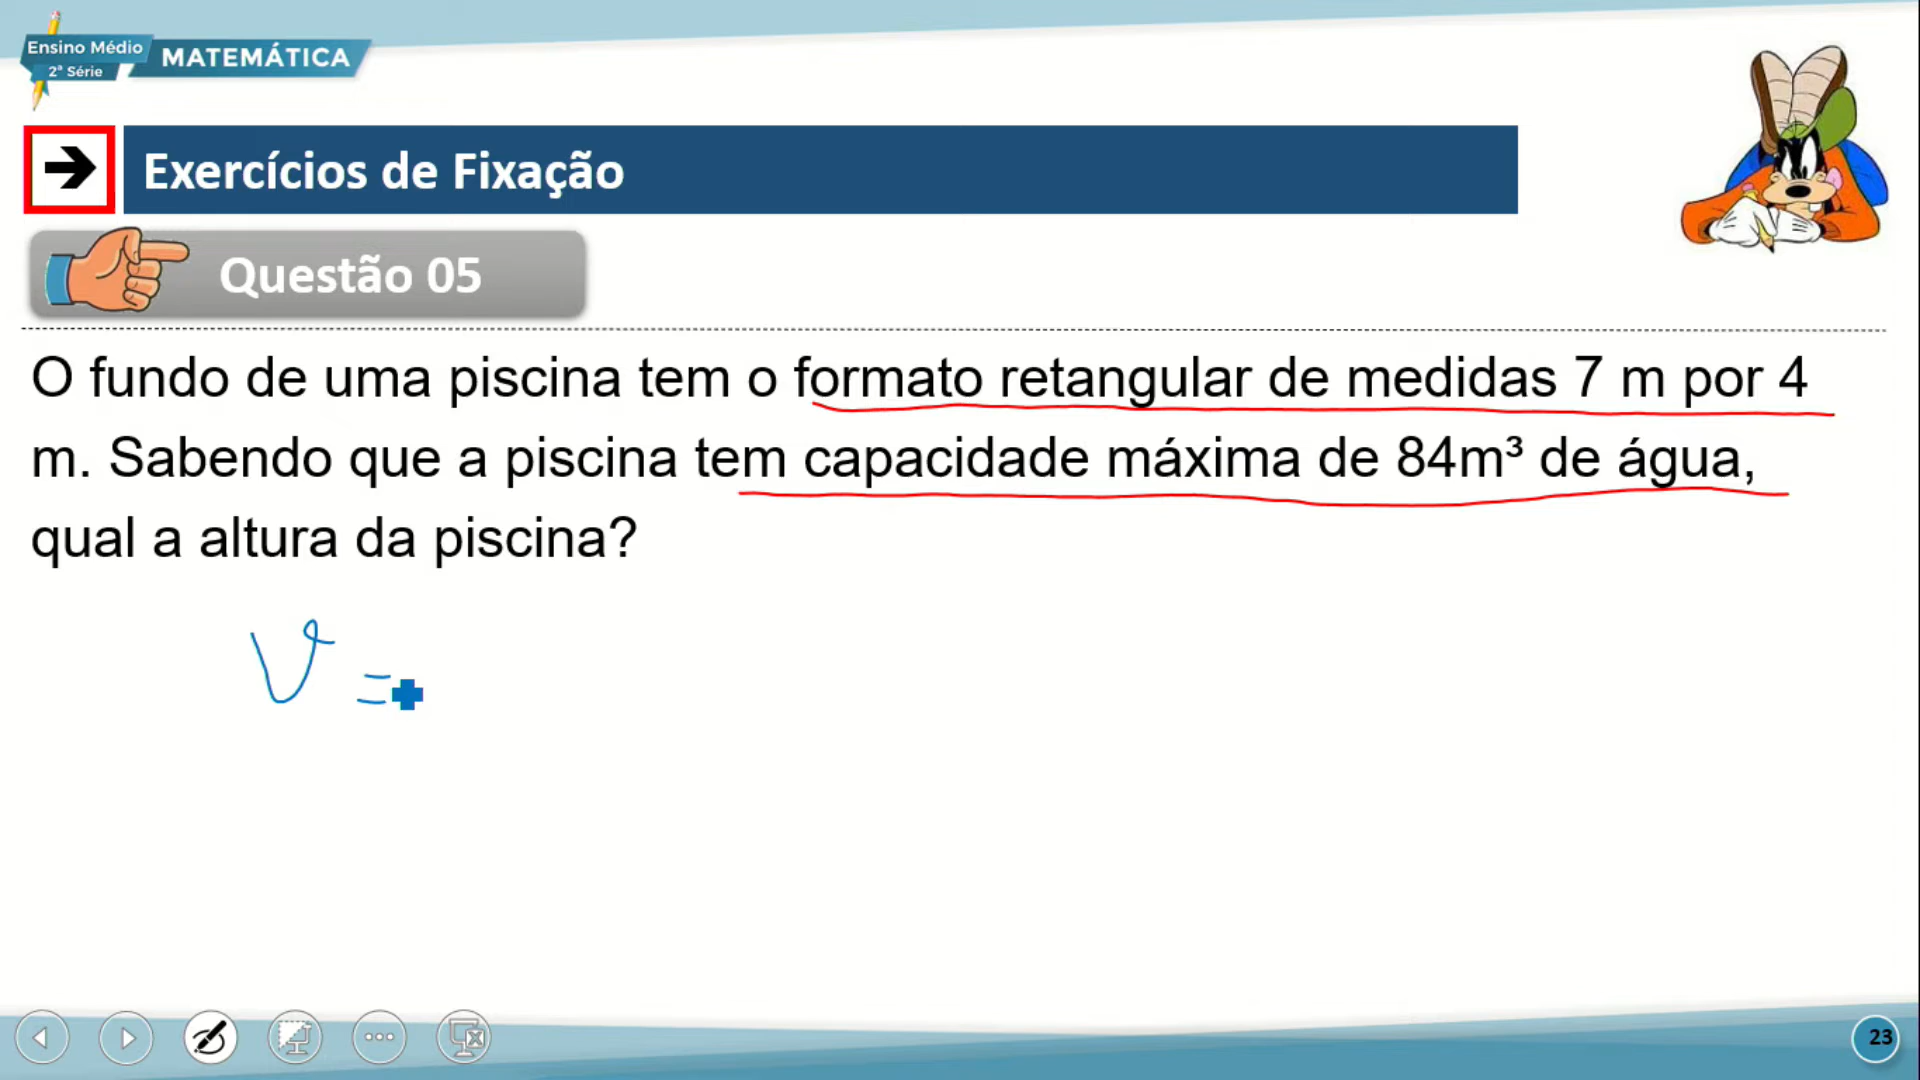 Ensino Médio
2ª Série
MATEMÁTICA
Exercícios de Fixação
Questão 05
O fundo de uma piscina tem o formato retangular de medidas 7 m por 4
m. Sabendo que a piscina tem capacidade máxima de 84m³ de água,
qual a altura da piscina?
V =
23